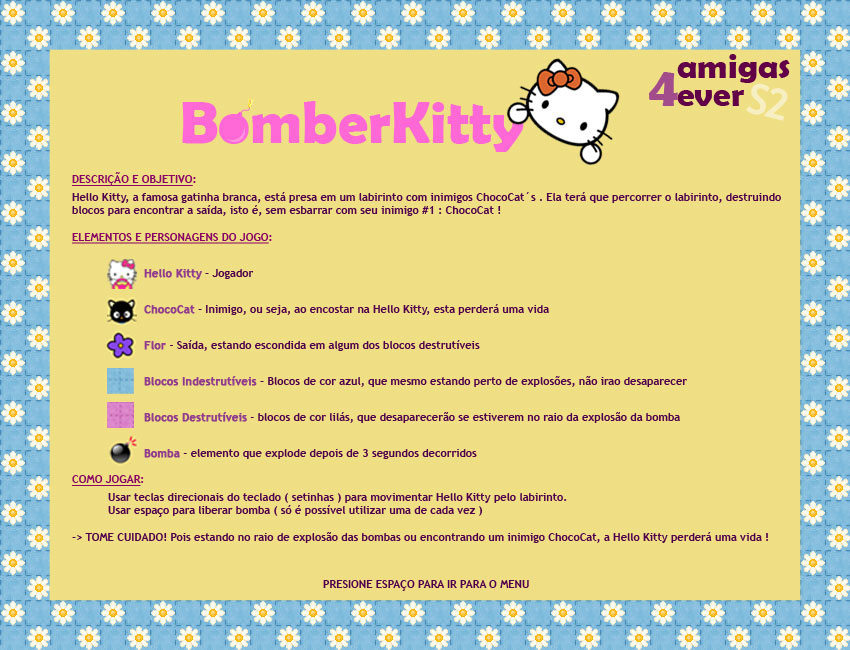 BomberKitty
4 amigas
ever S2
DESCRIÇÃO E OBJETIVO:
Hello Kitty, a famosa gatinha branca, está presa em um labirinto com inimigos ChocoCat´s . Ela terá que percorrer o labirinto, destruindo
blocos para encontrar a saída, isto é, sem esbarrar com seu inimigo #1 : ChocoCat !
ELEMENTOS E PERSONAGENS DO JOGO:
Hello Kitty - Jogador
ChocoCat - Inimigo, ou seja, ao encostar na Hello Kitty, esta perderá uma vida
Flor - Saída, estando escondida em algum dos blocos destrutíveis
Blocos Indestrutíveis - Blocos de cor azul, que mesmo estando perto de explosões, não irao desaparecer
Blocos Destrutíveis - blocos de cor lilás, que desaparecerão se estiverem no raio da explosão da bomba
Bomba - elemento que explode depois de 3 segundos decorridos
COMO JOGAR:
Usar teclas direcionais do teclado ( setinhas ) para movimentar Hello Kitty pelo labirinto.
Usar espaço para liberar bomba ( só é possível utilizar uma de cada vez )
-> TOME CUIDADO! Pois estando no raio de explosão das bombas ou encontrando um inimigo ChocoCat, a Hello Kitty perderá uma vida !
PRESIONE ESPAÇO PARA IR PARA O MENU